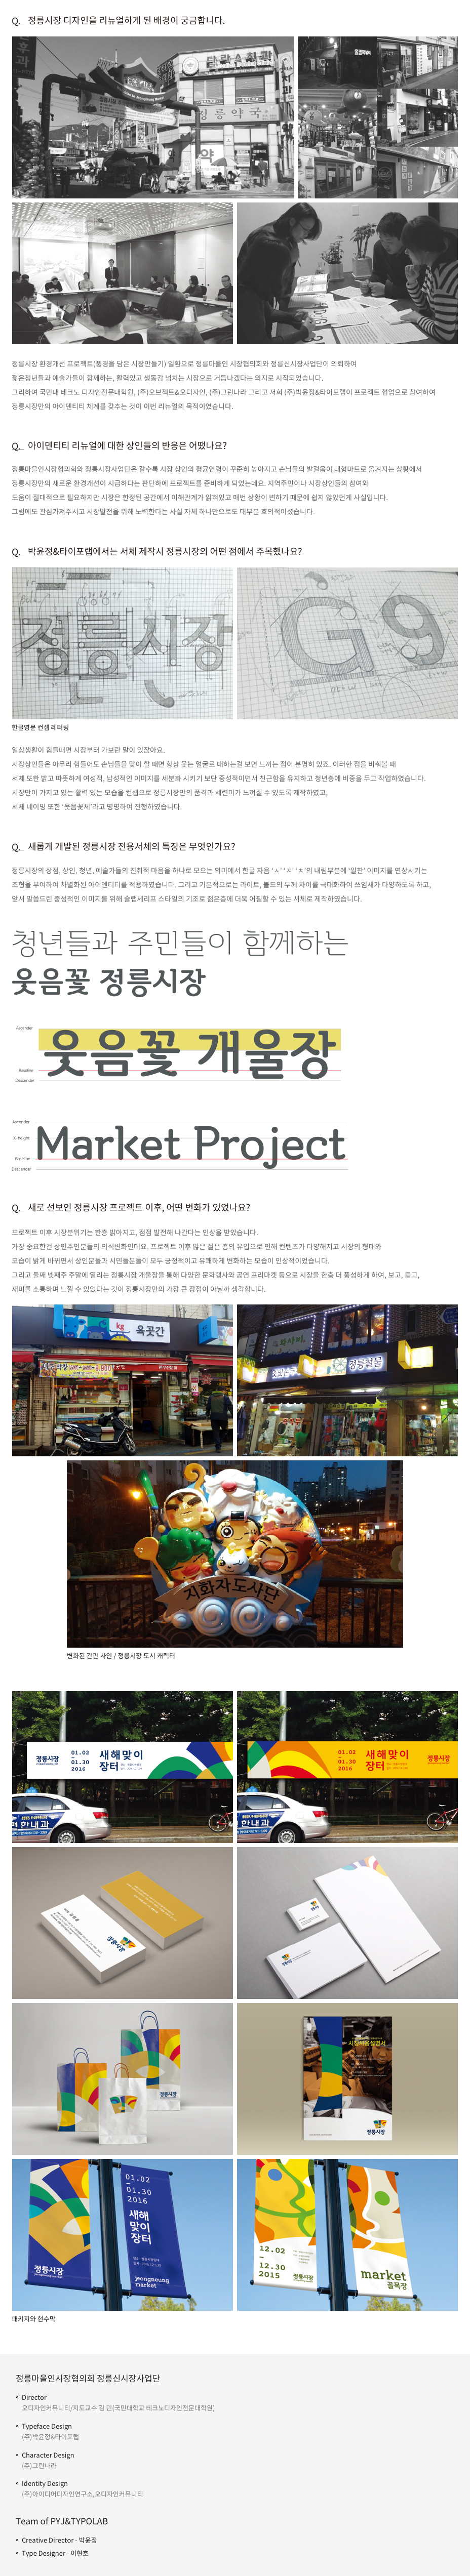 Q.. 정릉시장 디자인을 리뉴얼하게 된 배경이 궁금합니다.
정릉약국
정릉시장 환경개선 프로젝트(풍경을 담은 시장만들기) 일환으로 정릉마을인 시장협의회와 정릉신시장사업단이 의뢰하여
젊은청년들과 예술가들이 함께하는, 활력있고 생동감 넘치는 시장으로 거듭나겠다는 의지로 시작되었습니다.
그리하여 국민대 테크노 디자인전문대학원, (주)오브젝트&오디자인, (주)그린나라 그리고 저희 (주)박윤정&타이포랩이 프로젝트 협업으로 참여하여
정릉시장만의 아이덴티티 체계를 갖추는 것이 이번 리뉴얼의 목적이였습니다.
Q.. 아이덴티티 리뉴얼에 대한 상인들의 반응은 어땠나요?
정릉마을인시장협의회와 정릉시장사업단은 갈수록 시장 상인의 평균연령이 꾸준히 높아지고 손님들의 발걸음이 대형마트로 옮겨지는 상황에서
정릉시장만의 새로운 환경개선이 시급하다는 판단하에 프로젝트를 준비하게 되었는데요. 지역주민이나 시장상인들의 참여와
도움이 절대적으로 필요하지만 시장은 한정된 공간에서 이해관계가 얽혀있고 매번 상황이 변하기 때문에 쉽지 않았던게 사실입니다.
그럼에도 관심가져주시고 시장발전을 위해 노력한다는 사실 자체 하나만으로도 대부분 호의적이셨습니다.
Q.. 박윤정&타이포랩에서는 서체 제작시 정릉시장의 어떤 점에서 주목했나요?
정릉시장
G9
한글영문 컨셉 레터링
일상생활이 힘들때면 시장부터 가보란 말이 있잖아요.
시장상인들은 아무리 힘들어도 손님들을 맞이 할 때면 항상 웃는 얼굴로 대하는걸 보면 느끼는 점이 분명히 있죠. 이러한 점을 비춰볼 때
서체 또한 밝고 따뜻하게 여성적, 남성적인 이미지를 세분화 시키기 보단 중성적이면서 친근함을 유지하고 청년층에 비중을 두고 작업하였습니다.
시장만이 가지고 있는 활력 있는 모습을 컨셉으로 정릉시장만의 품격과 세련미가 느껴질 수 있도록 제작하였고,
서체 네이밍 또한 '웃음꽃체'라고 명명하여 진행하였습니다.
Q.. 새롭게 개발된 정릉시장 전용서체의 특징은 무엇인가요?
정릉시장의 상점, 상인, 청년, 예술가들의 진취적 마음을 하나로 모으는 의미에서 한글 자음 'ㅅ' 'ㅈ' 'ㅊ'의 내림부분에 '말찬' 이미지를 연상시키는
조형을 부여하여 차별화된 아이덴티티를 적용하였습니다. 그리고 기본적으로는 라이트, 볼드의 두께 차이를 극대화하여 쓰임새가 다양하도록 하고,
앞서 말씀드린 중성적인 이미지를 위해 슬랩세리프 스타일의 기조로 젊은층에 더욱 어필할 수 있는 서체로 제작하였습니다.
청년들과 주민들이 함께하는
웃음꽃 정릉시장
Ascender
Baseline
Descender
웃음꽃 개울장
Ascender
X-height
Baseline
Descender
Market Project
Q.. 새로 선보인 정릉시장 프로젝트 이후, 어떤 변화가 있었나요?
프로젝트 이후 시장분위기는 한층 밝아지고, 점점 발전해 나간다는 인상을 받았습니다.
가장 중요한건 상인주민분들의 의식변화인데요. 프로젝트 이후 많은 젊은 층의 유입으로 인해 컨텐츠가 다양해지고 시장의 형태와
모습이 밝게 바뀌면서 상인분들과 시민들분들이 모두 긍정적이고 유쾌하게 변화하는 모습이 인상적이었습니다.
그리고 둘째 넷째주 주말에 열리는 정릉시장 개울장을 통해 다양한 문화행사와 공연 프리마켓 등으로 시장을 한층 더 풍성하게 하여, 보고, 듣고,
재미를 소통하며 느낄 수 있었다는 것이 정릉시장만의 가장 큰 장점이 아닐까 생각합니다.
kg 육곳간
지화자도사단
변화된 간판 사인 / 정릉시장 도시 캐릭터
정릉시장
01.02
01.30
2016
새해맞이
장터
01.02
01.30
2016
새해맞이
장터
정릉시장
한내과
한내과
정릉시장
정릉시장
01.02
01.30
2016
새해
맞이
장터
정릉시장
jeongneung
market
12.02
12.30
2015
market
골목장
패키지와 현수막
정릉마을인시장협의회 정릉신시장사업단
Director
오디자인커뮤니티/지도교수 김 민(국민대학교 테크노디자인전문대학원)
Typeface Design
(주)박윤정&타이포랩
Character Design
(주)그린나라
Identity Design
(주)아이디어디자인연구소,오디자인커뮤니티
Team of PYJ&TYPOLAB
Creative Director - 박윤정
Type Designer - 이현호